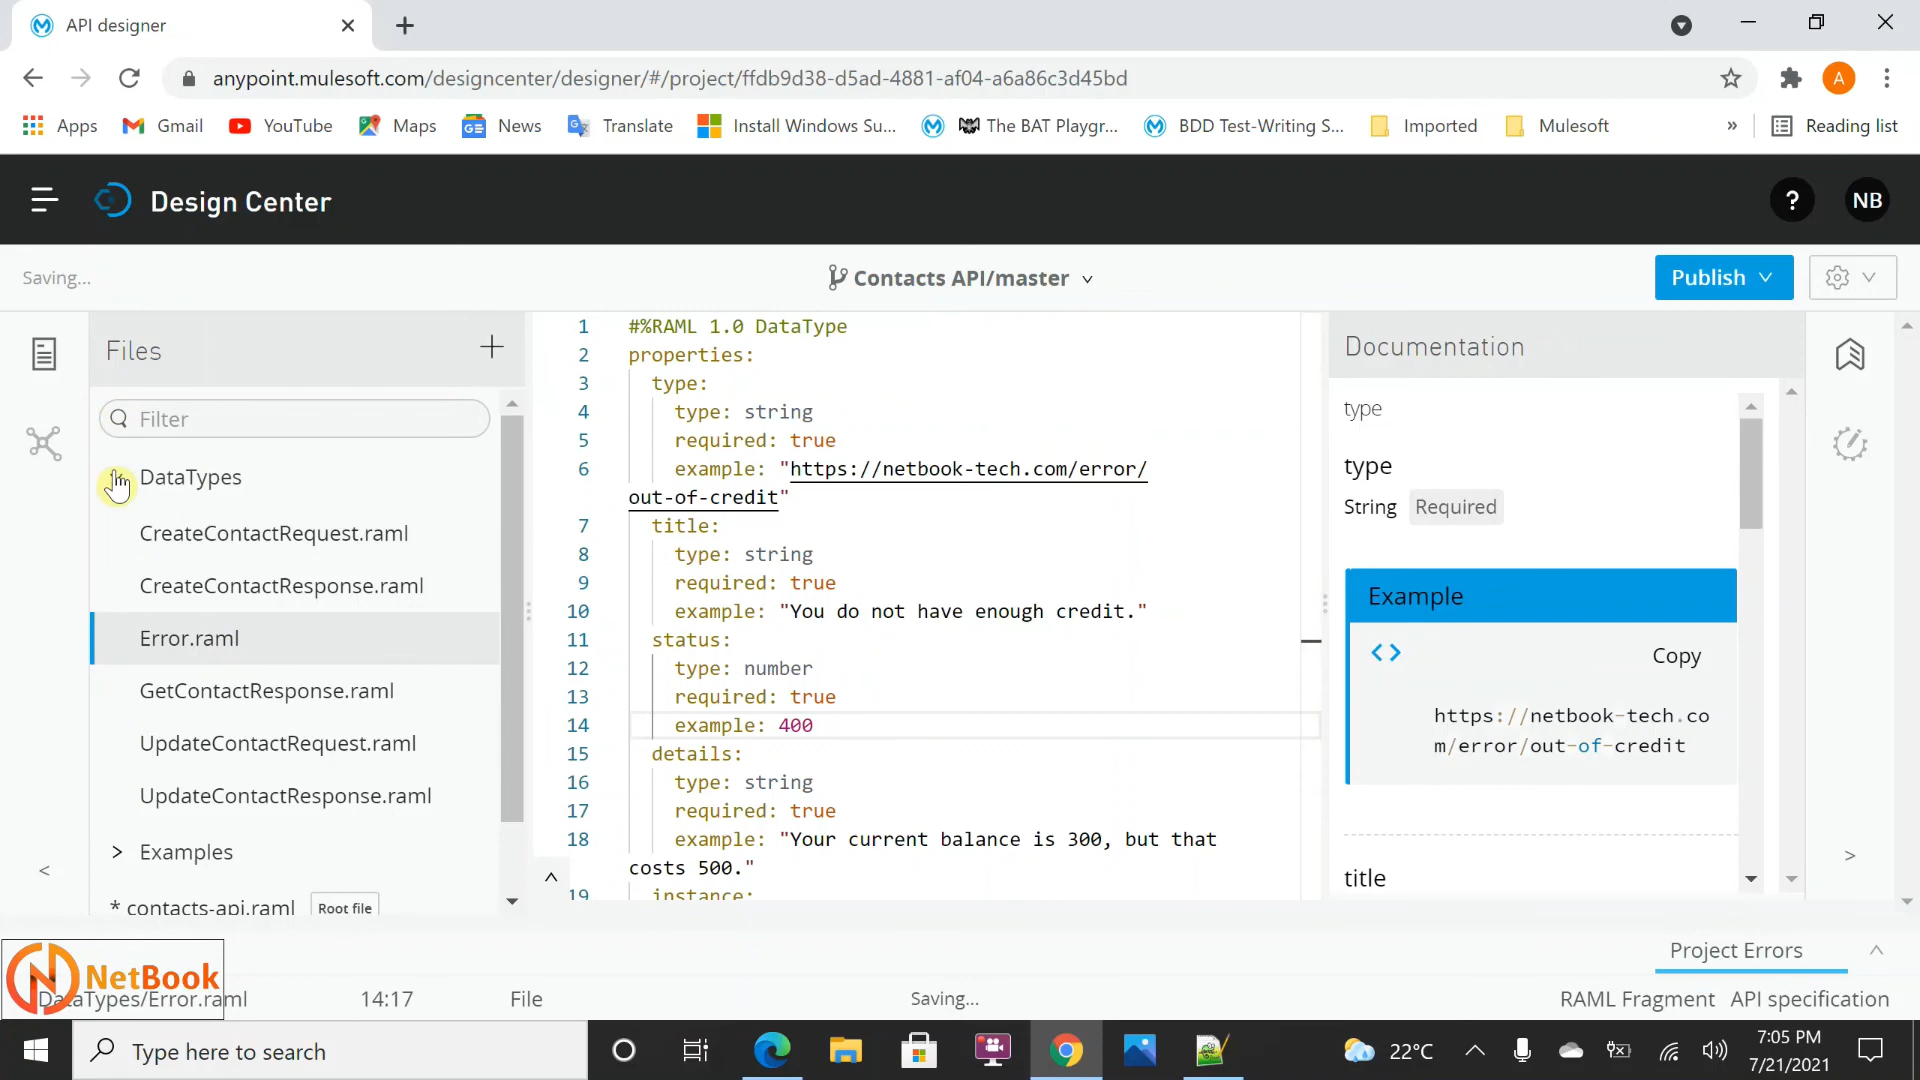 API designer
anypoint.mulesoft.com/designcenter/designer/#/project/ffdb9d38-d5ad-4881-af04-a6a86c3d45bd
A
Apps
Gmail
YouTube
Maps
News
Translate
Install Windows Su...
The BAT Playgr...
BDD Test-Writing S...
Imported
Mulesoft
»
Reading list
Design Center
?
NB
Saving...
Contacts API/master
Publish
Files
Filter
DataTypes
CreateContactRequest.raml
CreateContactResponse.raml
Error.raml
GetContactResponse.raml
UpdateContactRequest.raml
UpdateContactResponse.raml
> Examples
* contacts-api.raml Root file
1 #%RAML 1.0 DataType
2 properties:
3 type:
4 type: string
5 required: true
6 example: "https://netbook-tech.com/error/
out-of-credit"
7 title:
8 type: string
9 required: true
10 example: "You do not have enough credit."
11 status:
12 type: number
13 required: true
14 example: 400
15 details:
16 type: string
17 required: true
18 example: "Your current balance is 300, but that
costs 500."
19 instance:
Documentation
type
type
String Required
Example
<> Copy
https://netbook-tech.co
m/error/out-of-credit
title
Project Errors
NetBook
DataTypes/Error.raml
14:17
File
Saving...
RAML Fragment
API specification
Type here to search
22°C
7:05 PM
7/21/2021